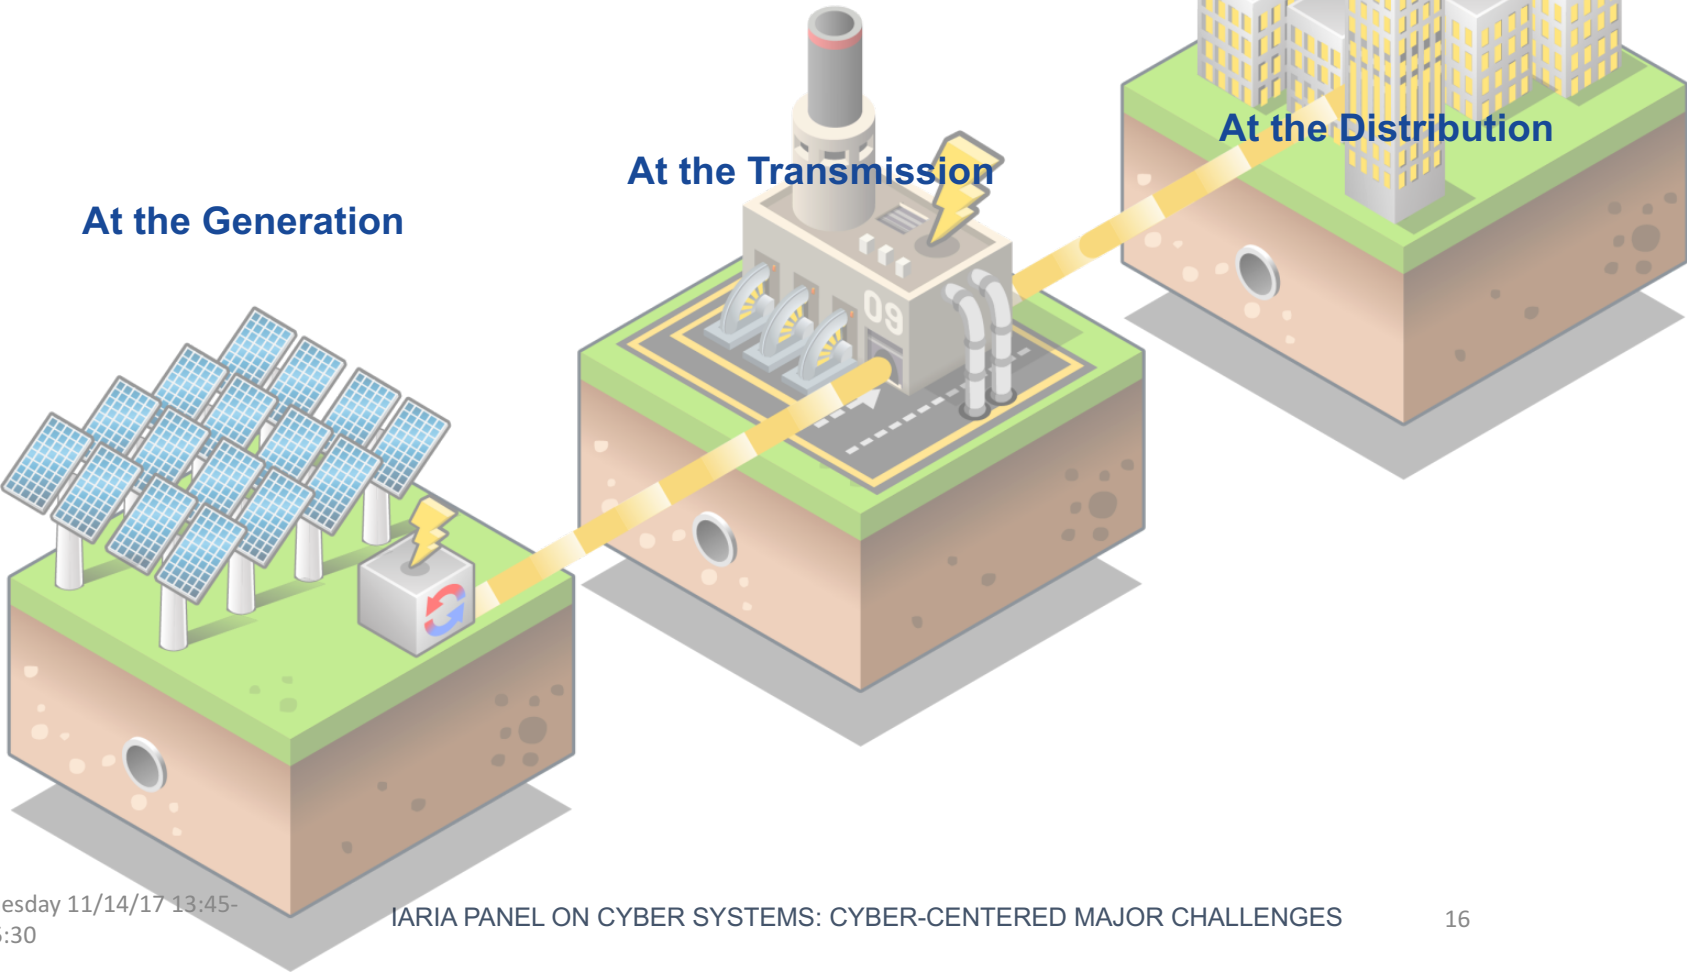 At the Distribution
At the Transmission
At the Generation
09
esday 11/14/17 13:45-
:30
IARIA PANEL ON CYBER SYSTEMS: CYBER-CENTERED MAJOR CHALLENGES
16